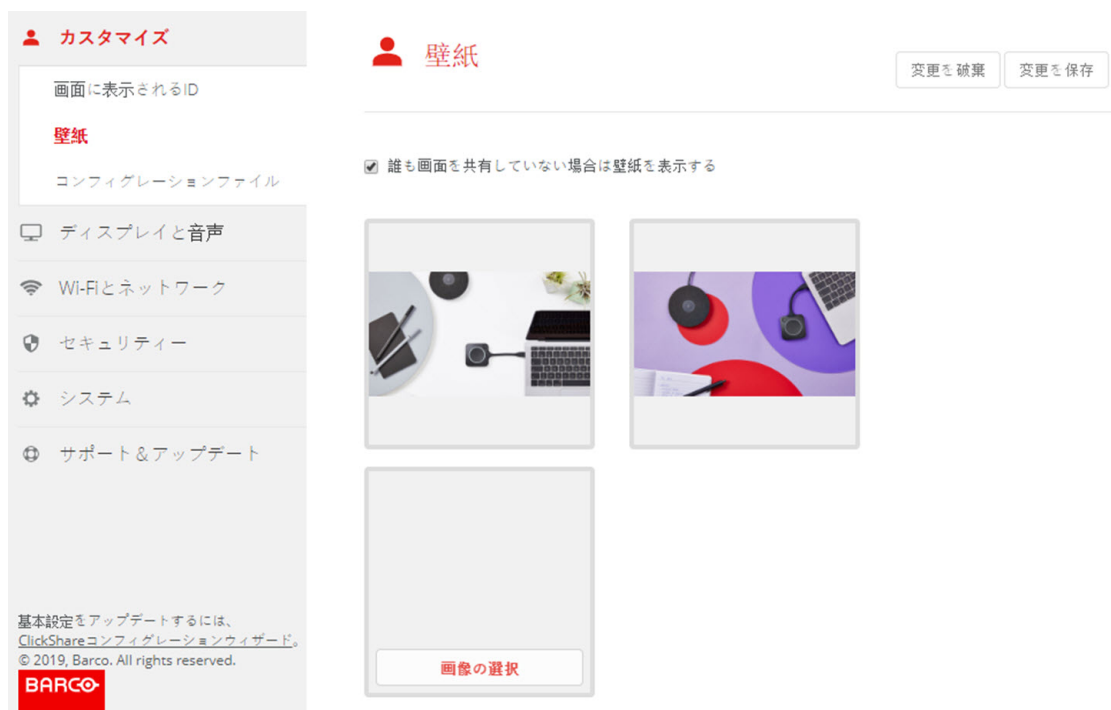 カスタマイズ
画面に表示されるID
壁紙
コンフィグレーションファイル
ディスプレイと音声
Wi-Fiとネットワーク
セキュリティー
システム
サポート＆アップデート
基本設定をアップデートするには、
ClickShareコンフィグレーションウィザード。
© 2019, Barco. All rights reserved.
BARCO
壁紙
変更を破棄
変更を保存
誰も画面を共有していない場合は壁紙を表示する
画像の選択